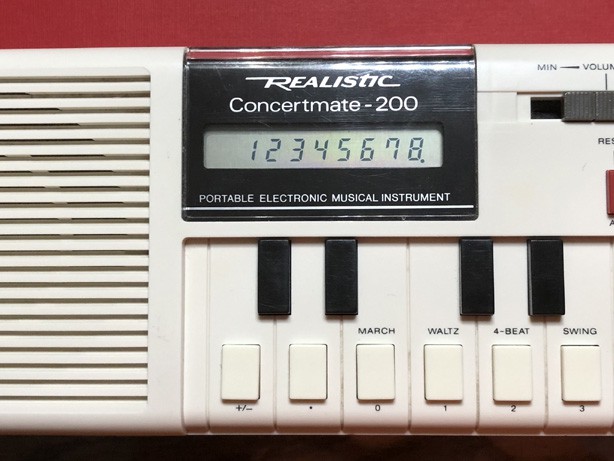 REALISTIC
Concertmate-200
12345678.
PORTABLE ELECTRONIC MUSICAL INSTRUMENT
MIN
MARCH WALTZ 4-BEAT SWING
+/− • 0 1 2 3